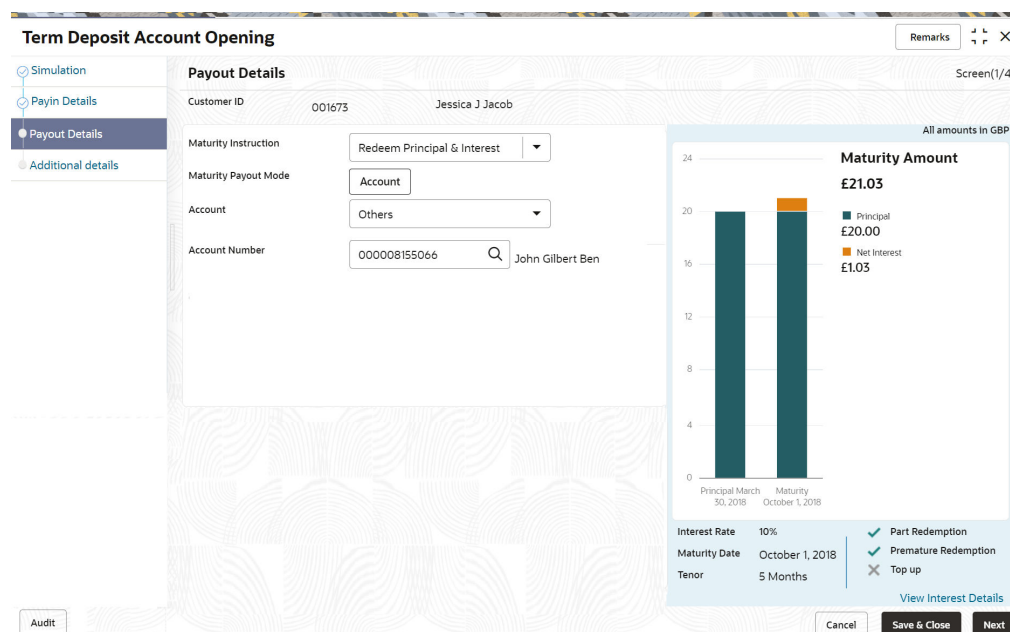 Term Deposit Account Opening
Remarks
Simulation
Payin Details
Payout Details
Additional details
Payout Details
Screen(1/4
Customer ID
001673
Jessica J Jacob
Maturity Instruction
Redeem Principal & Interest
Maturity Payout Mode
Account
Account
Others
Account Number
000008155066
John Gilbert Ben
All amounts in GBP
24
20
16
12
8
4
0
Principal March
30, 2018
Maturity
October 1, 2018
Maturity Amount
£21.03
Principal
£20.00
Net Interest
£1.03
Interest Rate
10%
Maturity Date
October 1, 2018
Tenor
5 Months
Part Redemption
Premature Redemption
Top up
View Interest Details
Audit
Cancel
Save & Close
Next